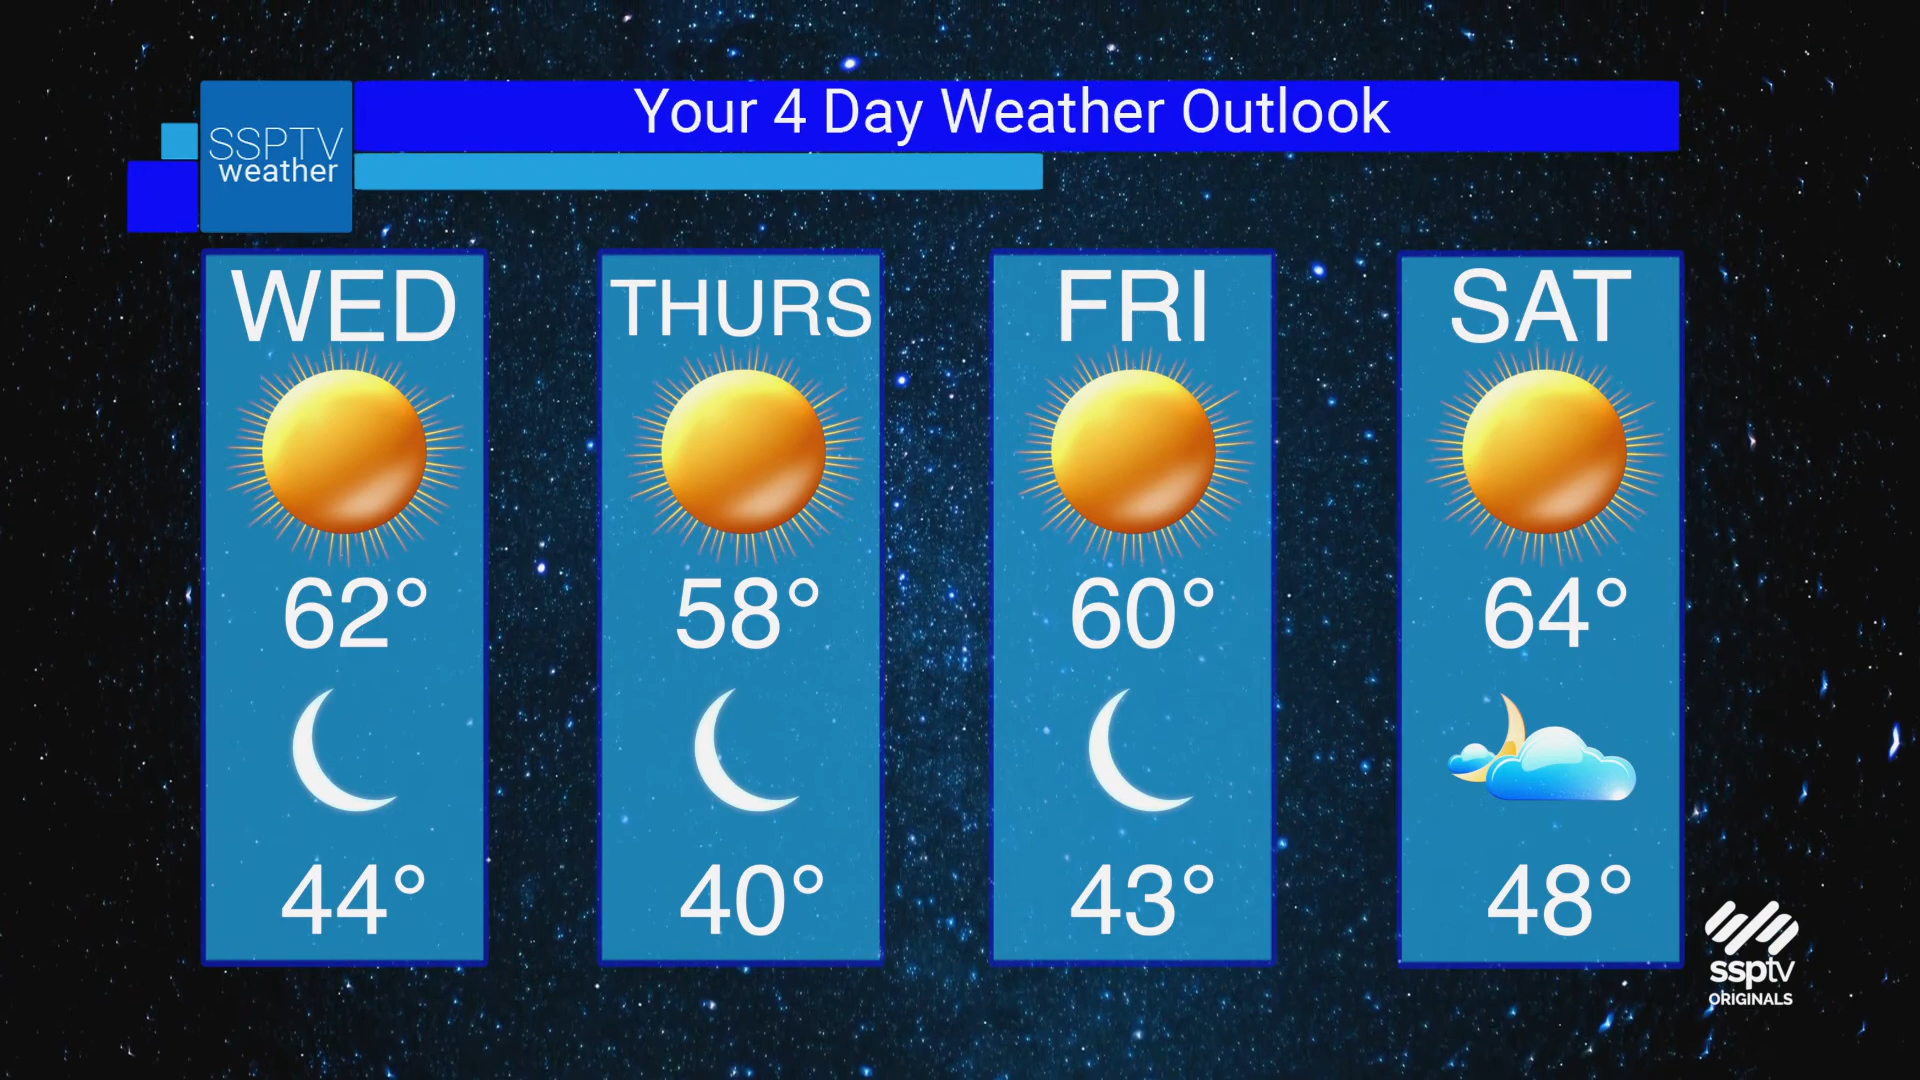 Your 4 Day Weather Outlook
SSPTV
weather
WED
62°
44°
THURS
58°
40°
FRI
60°
43°
SAT
64°
48°
ssptv
ORIGINALS